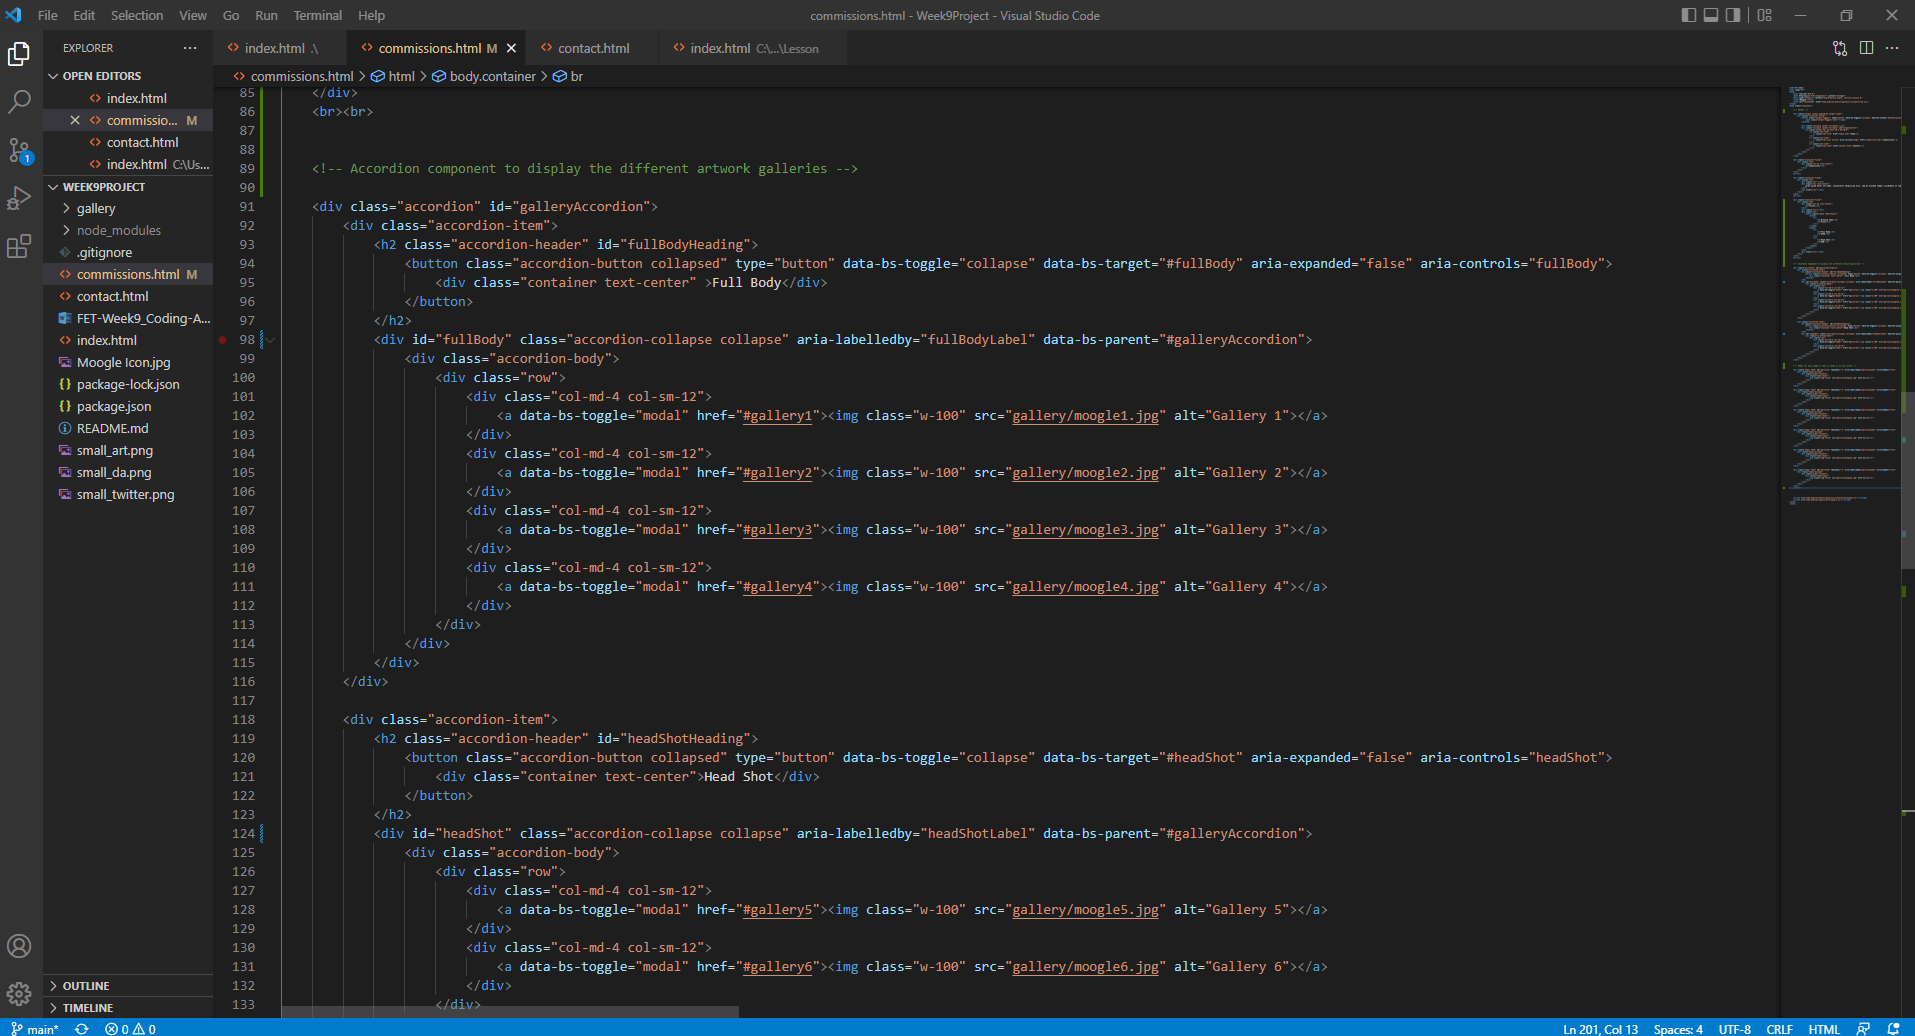 File Edit Selection View Go Run Terminal Help commissions.html - Week9Project - Visual Studio Code
EXPLORER ··· index.html .\ commissions.html M contact.html index.html C:\...\Lesson ···
OPEN EDITORS
index.html
commissio... M
contact.html
index.html C:\Us...
WEEK9PROJECT
gallery
node_modules
.gitignore
commissions.html M
contact.html
FET-Week9_Coding-A...
index.html
Moogle Icon.jpg
package-lock.json
package.json
README.md
small_art.png
small_da.png
small_twitter.png
OUTLINE
TIMELINE
1
commissions.html > html > body.container > br
85 </div>
86 <br><br>
87
88
89 <!-- Accordion component to display the different artwork galleries -->
90
91 <div class="accordion" id="galleryAccordion">
92 <div class="accordion-item">
93 <h2 class="accordion-header" id="fullBodyHeading">
94 <button class="accordion-button collapsed" type="button" data-bs-toggle="collapse" data-bs-target="#fullBody" aria-expanded="false" aria-controls="fullBody">
95 <div class="container text-center" >Full Body</div>
96 </button>
97 </h2>
98 <div id="fullBody" class="accordion-collapse collapse" aria-labelledby="fullBodyLabel" data-bs-parent="#galleryAccordion">
99 <div class="accordion-body">
100 <div class="row">
101 <div class="col-md-4 col-sm-12">
102 <a data-bs-toggle="modal" href="#gallery1"><img class="w-100" src="gallery/moogle1.jpg" alt="Gallery 1"></a>
103 </div>
104 <div class="col-md-4 col-sm-12">
105 <a data-bs-toggle="modal" href="#gallery2"><img class="w-100" src="gallery/moogle2.jpg" alt="Gallery 2"></a>
106 </div>
107 <div class="col-md-4 col-sm-12">
108 <a data-bs-toggle="modal" href="#gallery3"><img class="w-100" src="gallery/moogle3.jpg" alt="Gallery 3"></a>
109 </div>
110 <div class="col-md-4 col-sm-12">
111 <a data-bs-toggle="modal" href="#gallery4"><img class="w-100" src="gallery/moogle4.jpg" alt="Gallery 4"></a>
112 </div>
113 </div>
114 </div>
115 </div>
116 </div>
117
118 <div class="accordion-item">
119 <h2 class="accordion-header" id="headShotHeading">
120 <button class="accordion-button collapsed" type="button" data-bs-toggle="collapse" data-bs-target="#headShot" aria-expanded="false" aria-controls="headShot">
121 <div class="container text-center">Head Shot</div>
122 </button>
123 </h2>
124 <div id="headShot" class="accordion-collapse collapse" aria-labelledby="headShotLabel" data-bs-parent="#galleryAccordion">
125 <div class="accordion-body">
126 <div class="row">
127 <div class="col-md-4 col-sm-12">
128 <a data-bs-toggle="modal" href="#gallery5"><img class="w-100" src="gallery/moogle5.jpg" alt="Gallery 5"></a>
129 </div>
130 <div class="col-md-4 col-sm-12">
131 <a data-bs-toggle="modal" href="#gallery6"><img class="w-100" src="gallery/moogle6.jpg" alt="Gallery 6"></a>
132 </div>
133 </div>
main* 0 0 Ln 201, Col 13 Spaces: 4 UTF-8 CRLF HTML